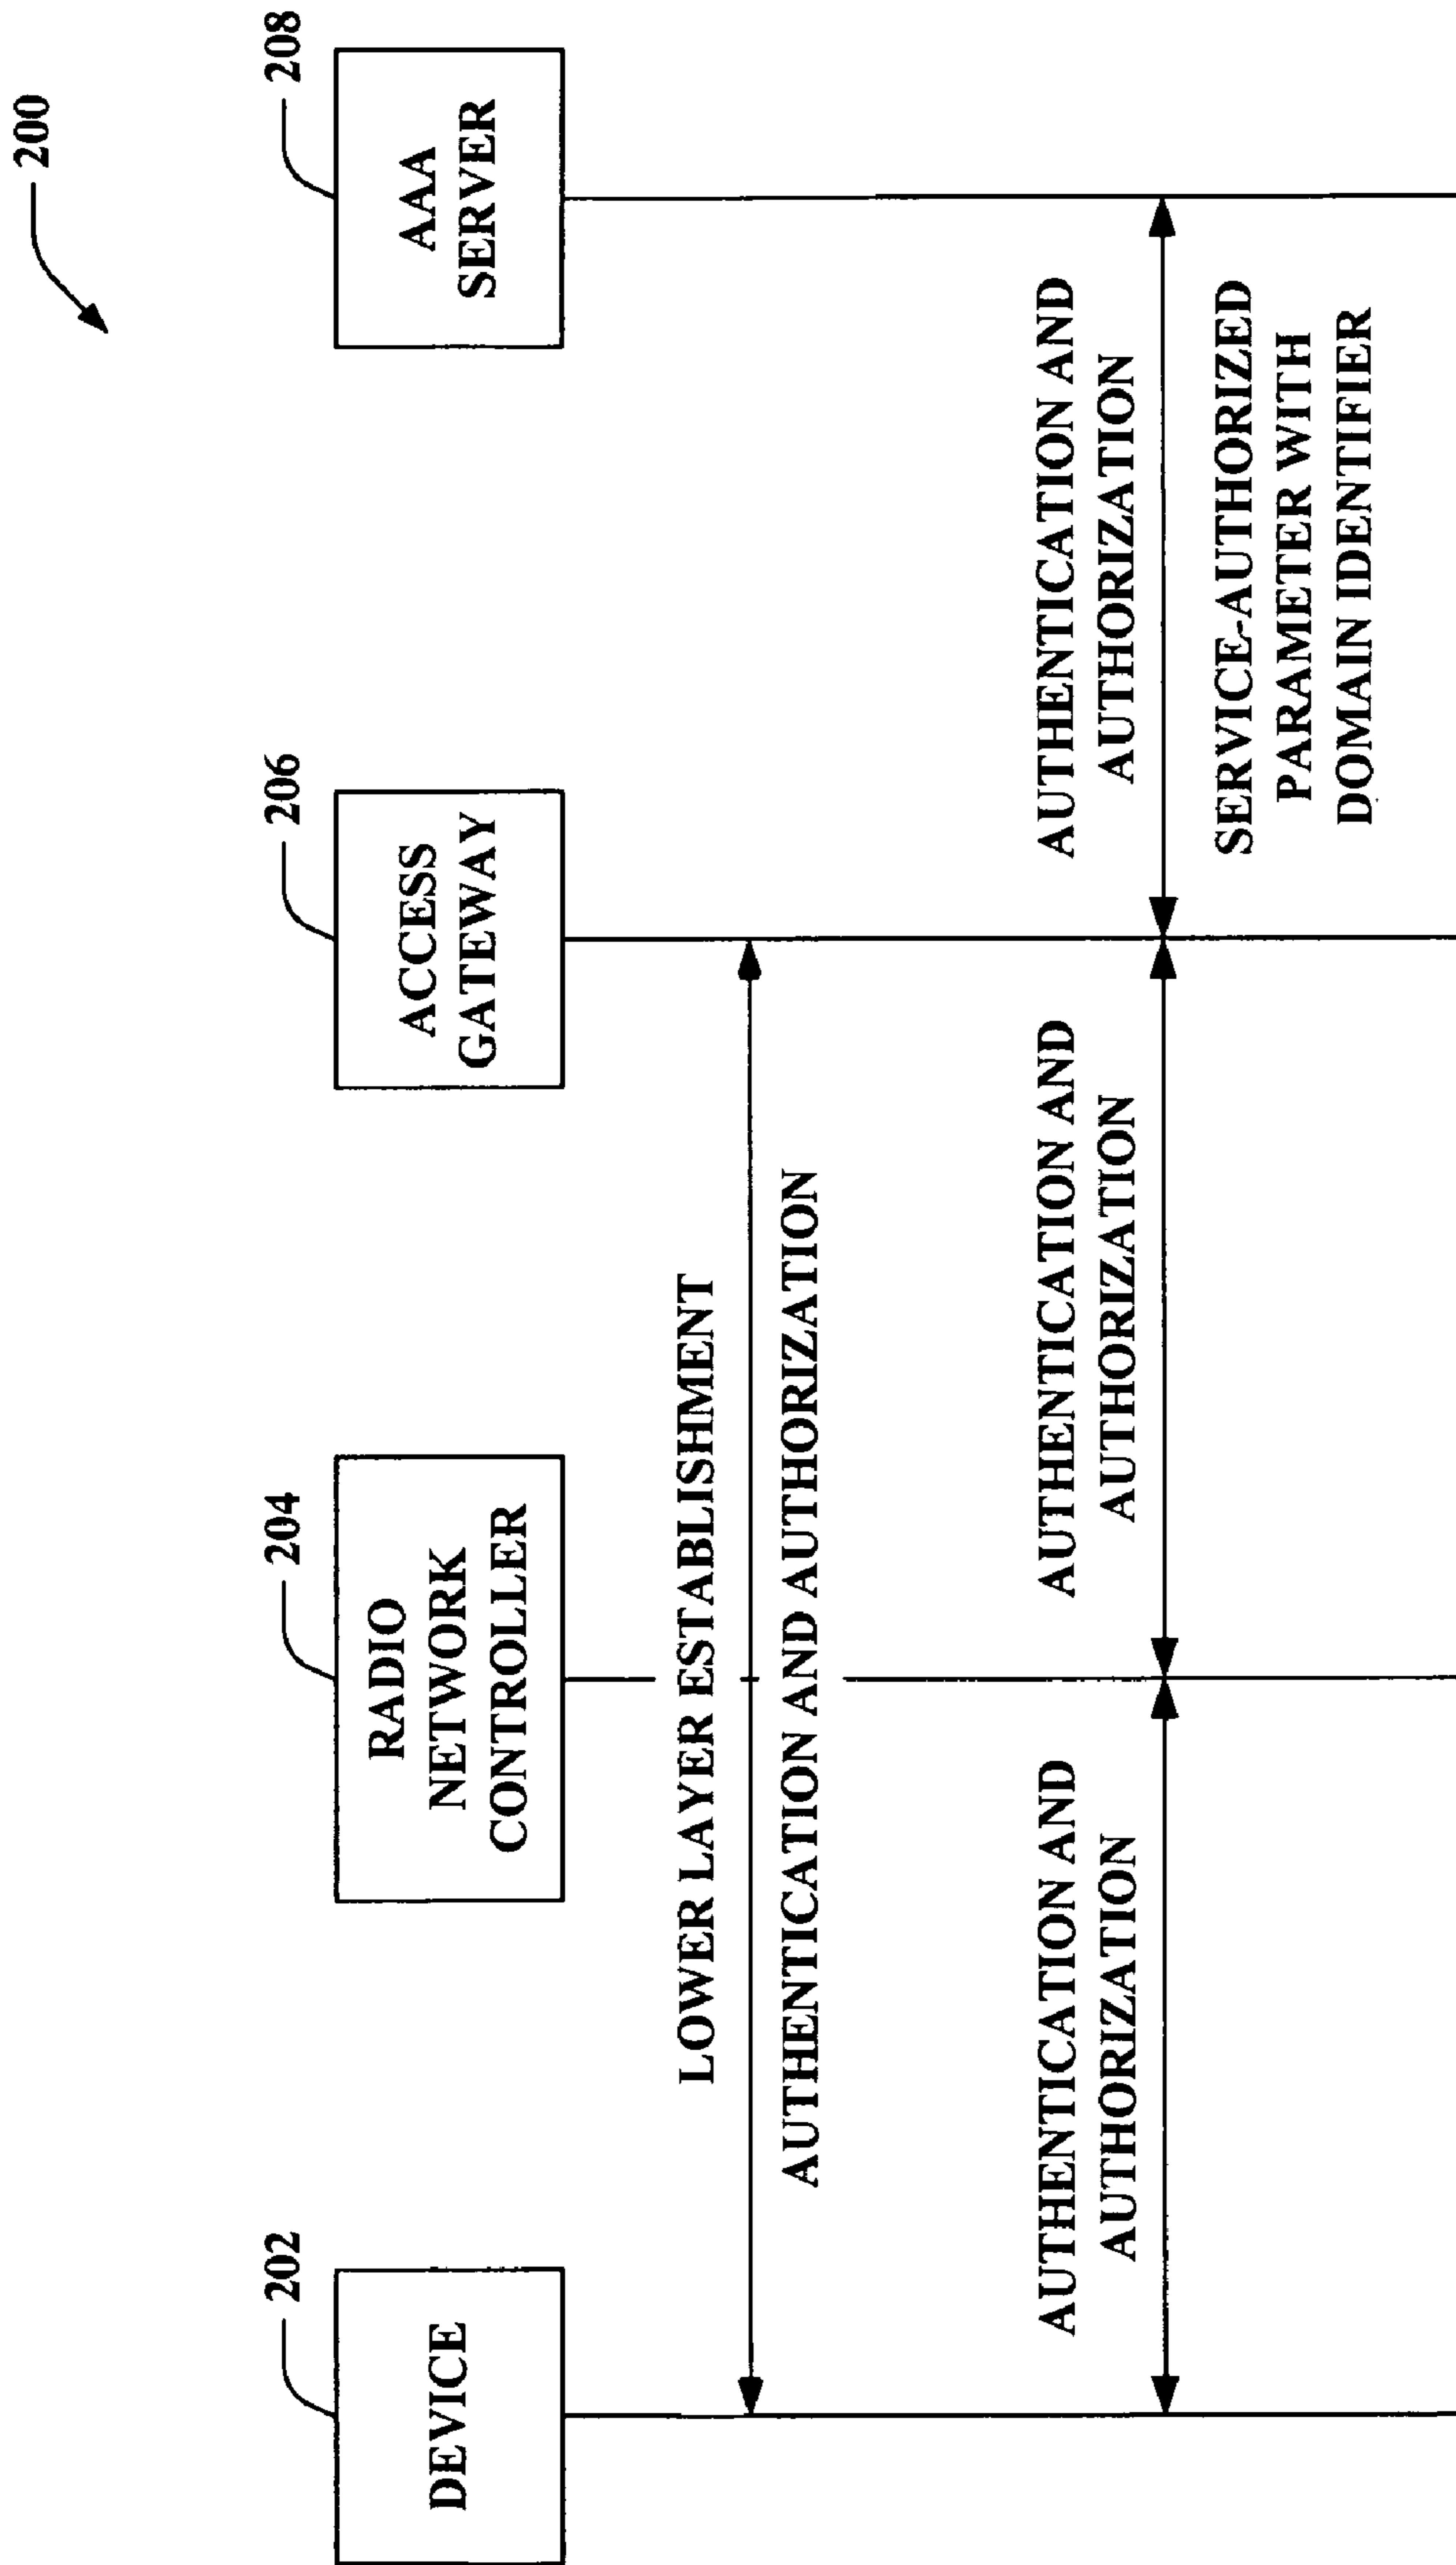 200
202
DEVICE
204
RADIO
NETWORK
CONTROLLER
206
ACCESS
GATEWAY
208
AAA
SERVER
LOWER LAYER ESTABLISHMENT
AUTHENTICATION AND AUTHORIZATION
AUTHENTICATION AND
AUTHORIZATION
AUTHENTICATION AND
AUTHORIZATION
AUTHENTICATION AND
AUTHORIZATION
SERVICE-AUTHORIZED
PARAMETER WITH
DOMAIN IDENTIFIER